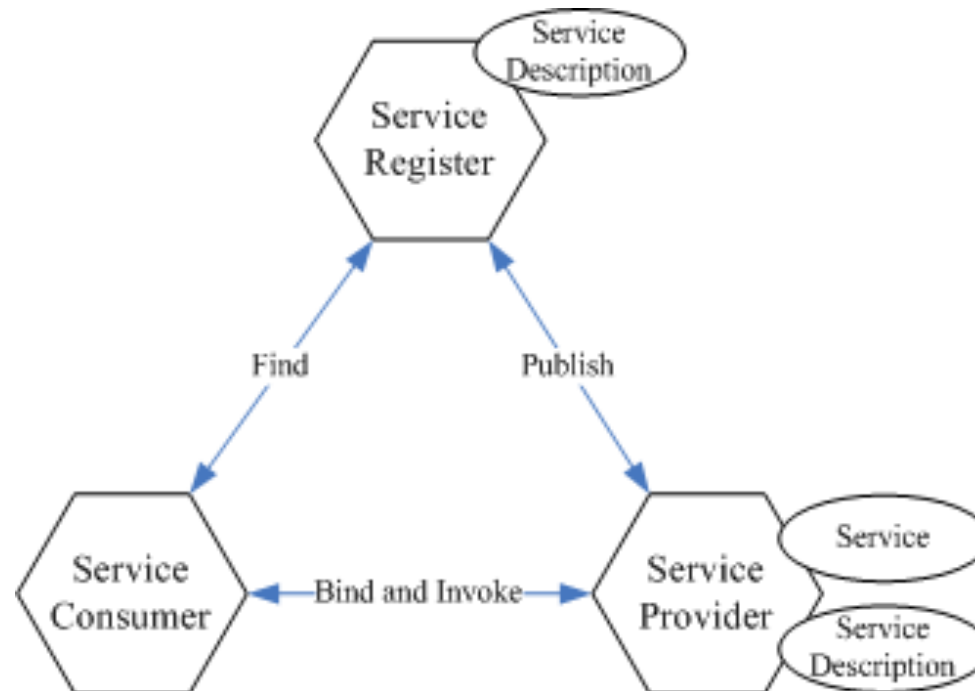 Service
Description
Service
Register
Find
Publish
Service
Consumer
Bind and Invoke
Service
Provider
Service
Service
Description